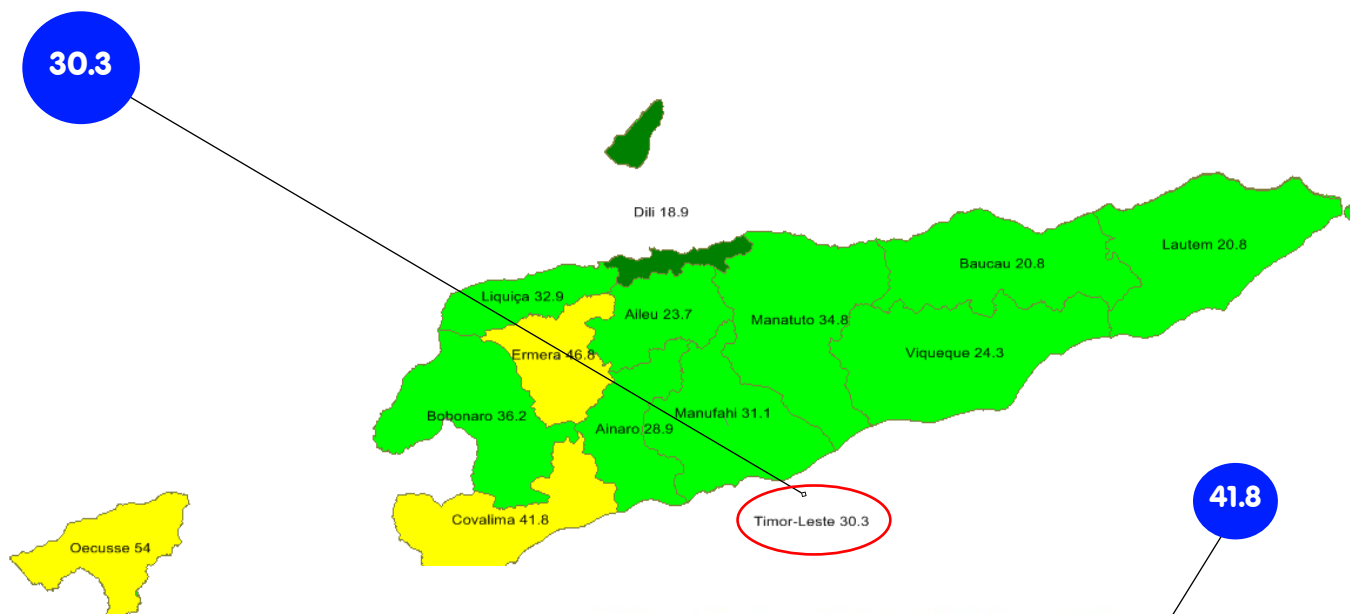 30.3
Dili 18.9
Lautem 20.8
Baucau 20.8
Liquiça 32.9
Aileu 23.7
Manatuto 34.8
Ermera 46.8
Viqueque 24.3
Bobonaro 36.2
Manufahi 31.1
Ainaro 28.9
41.8
Covalima 41.8
Timor-Leste 30.3
Oecusse 54